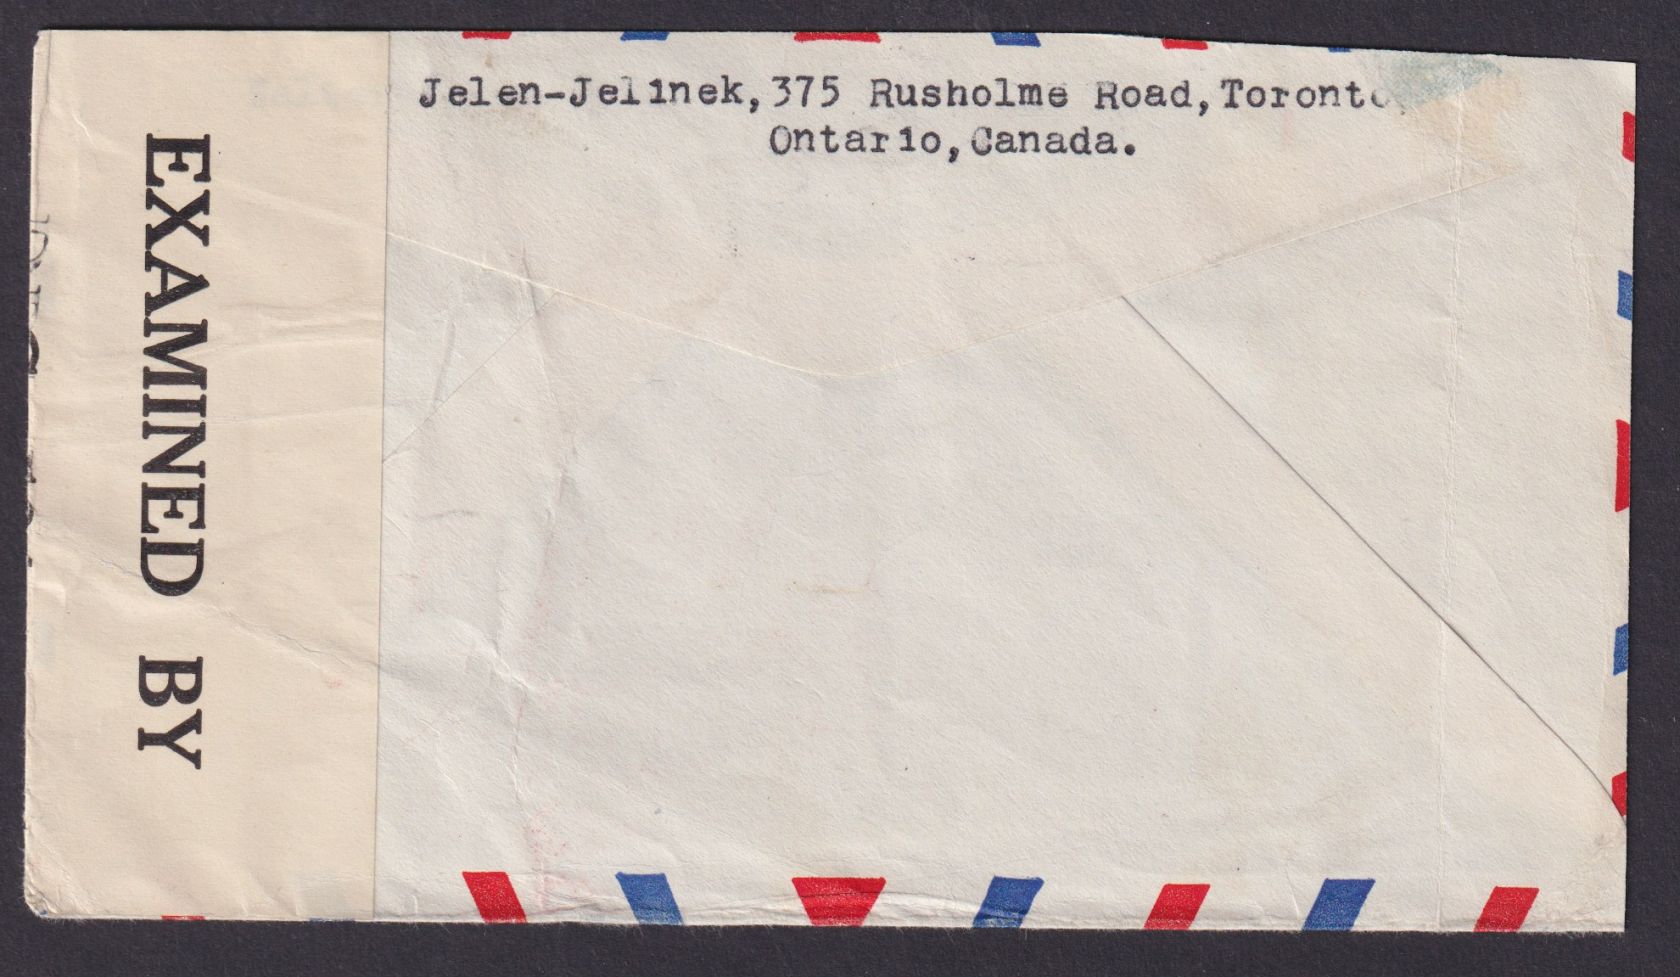 Jelen-Jelinek, 375 Rusholme Road, Toronto
Ontario, Canada.
EXAMINED BY